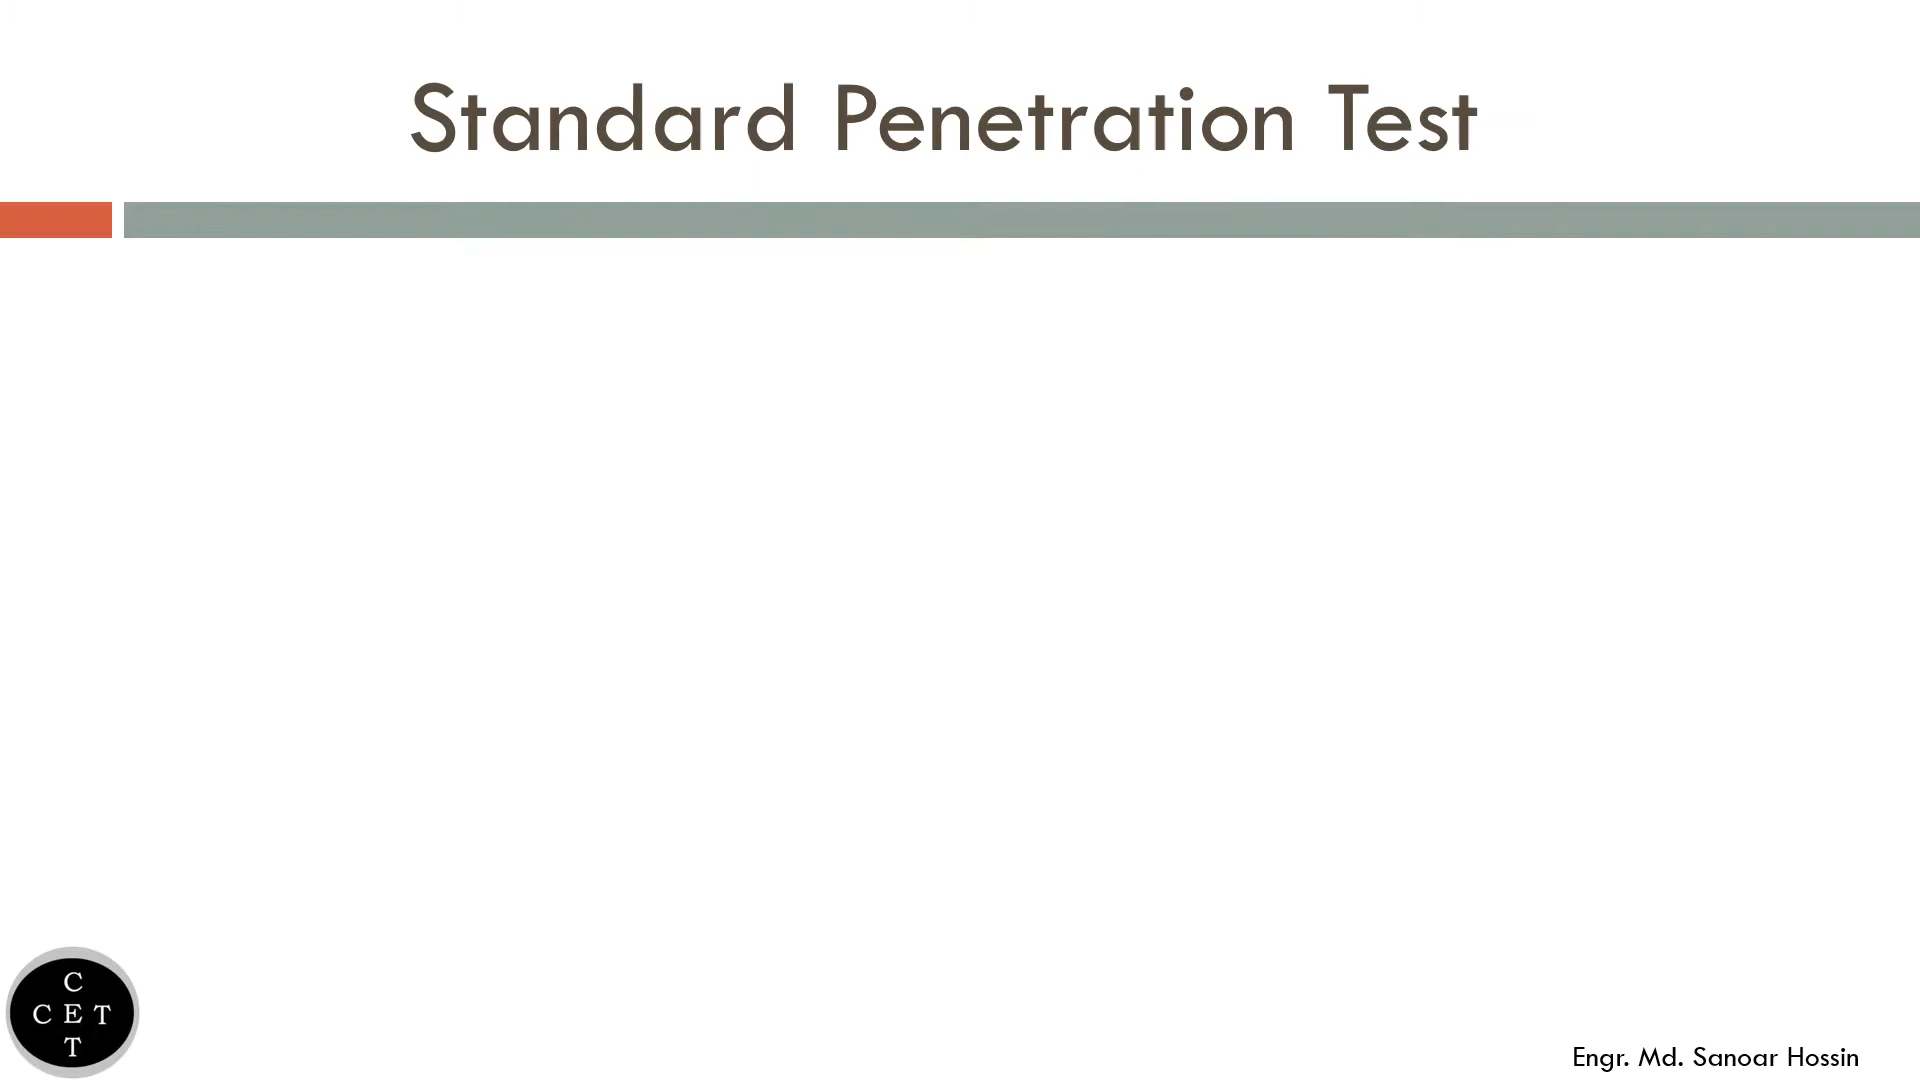 Standard Penetration Test
C
C E T
T
Engr. Md. Sanoar Hossin